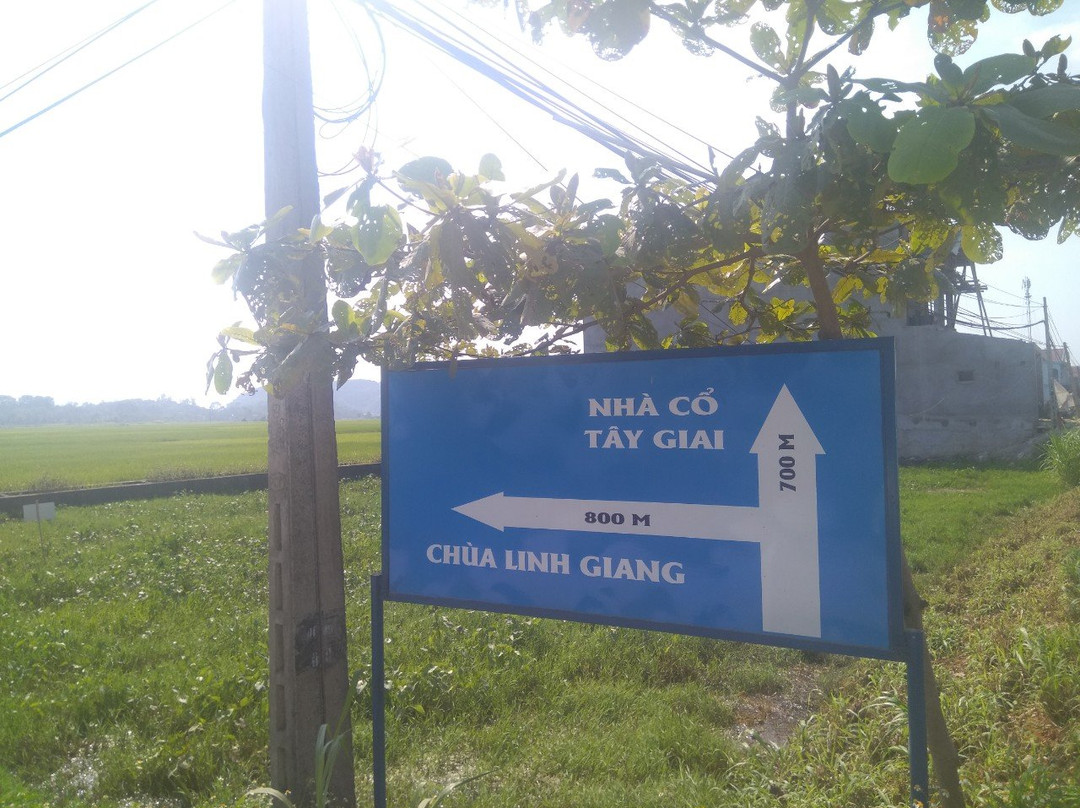 NHÀ CỔ
TÂY GIAI
700 M
800 M
CHÙA LINH GIANG